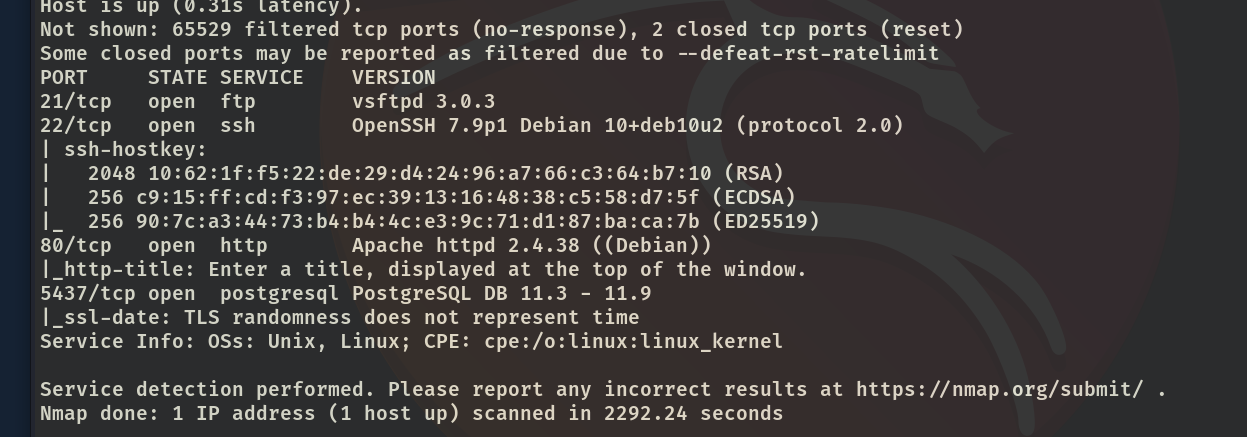 Host is up (0.31s latency).
Not shown: 65529 filtered tcp ports (no-response), 2 closed tcp ports (reset)
Some closed ports may be reported as filtered due to --defeat-rst-ratelimit
PORT     STATE SERVICE    VERSION
21/tcp   open  ftp        vsftpd 3.0.3
22/tcp   open  ssh        OpenSSH 7.9p1 Debian 10+deb10u2 (protocol 2.0)
| ssh-hostkey:
|   2048 10:62:1f:f5:22:de:29:d4:24:96:a7:66:c3:64:b7:10 (RSA)
|   256 c9:15:ff:cd:f3:97:ec:39:13:16:48:38:c5:58:d7:5f (ECDSA)
|_  256 90:7c:a3:44:73:b4:b4:4c:e3:9c:71:d1:87:ba:ca:7b (ED25519)
80/tcp   open  http       Apache httpd 2.4.38 ((Debian))
|_http-title: Enter a title, displayed at the top of the window.
5437/tcp open  postgresql PostgreSQL DB 11.3 - 11.9
|_ssl-date: TLS randomness does not represent time
Service Info: OSs: Unix, Linux; CPE: cpe:/o:linux:linux_kernel
Service detection performed. Please report any incorrect results at https://nmap.org/submit/ .
Nmap done: 1 IP address (1 host up) scanned in 2292.24 seconds